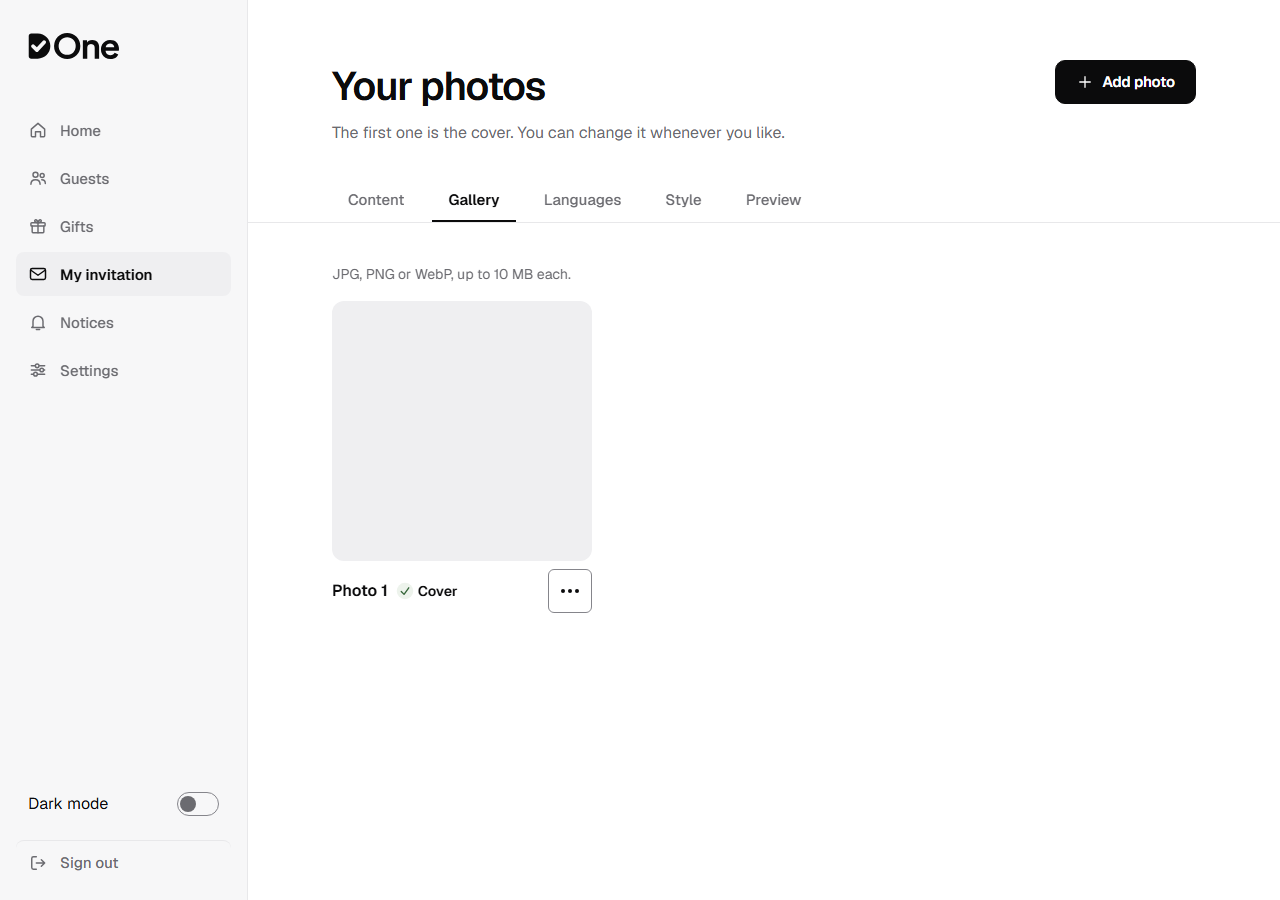 DOne
Home
Guests
Gifts
My invitation
Notices
Settings
Dark mode
Sign out
Your photos
The first one is the cover. You can change it whenever you like.
Add photo
Content
Gallery
Languages
Style
Preview
JPG, PNG or WebP, up to 10 MB each.
Photo 1
Cover